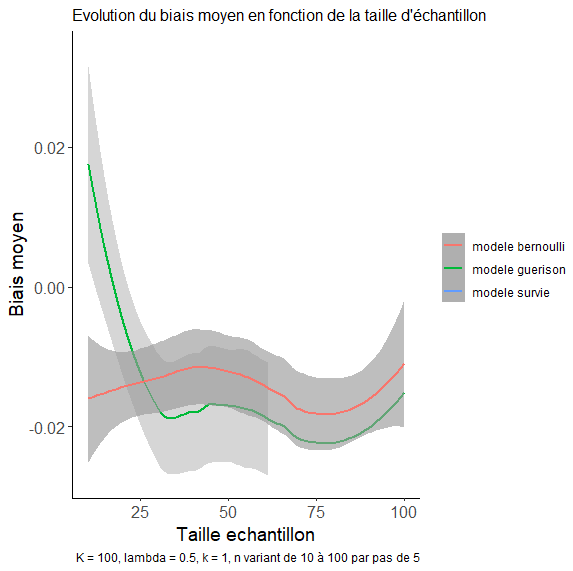 Evolution du biais moyen en fonction de la taille d'échantillon
Biais moyen
0.02
0.00
-0.02
25
50
75
100
Taille echantillon
modele bernoulli
modele guerison
modele survie
K = 100, lambda = 0.5, k = 1, n variant de 10 à 100 par pas de 5